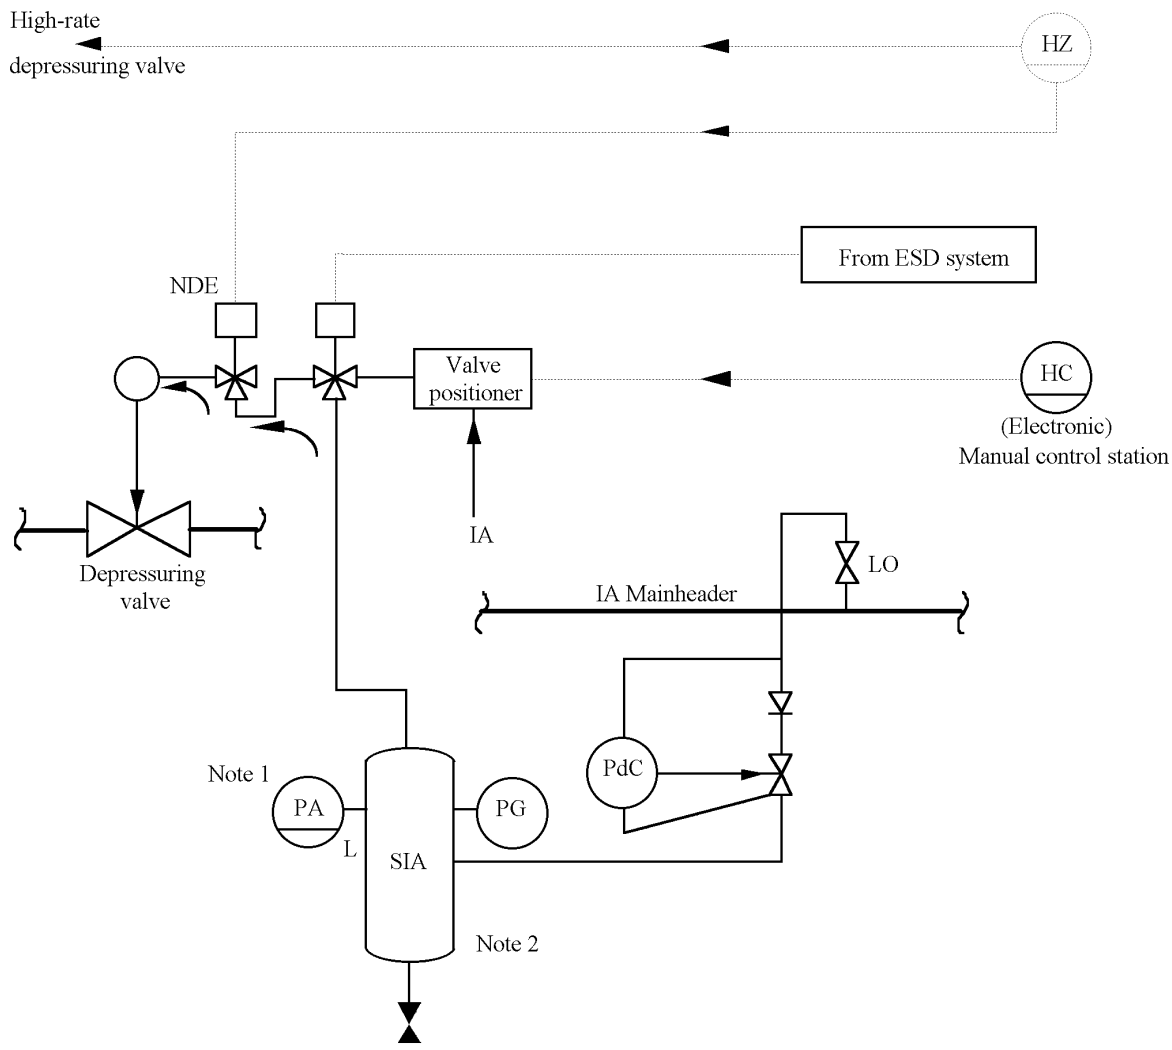 High-rate
depressuring valve
HZ
From ESD system
NDE
Valve
positioner
HC
(Electronic)
Manual control station
IA
Depressuring
valve
LO
IA Mainheader
Note 1
PdC
PA
PG
L
SIA
Note 2